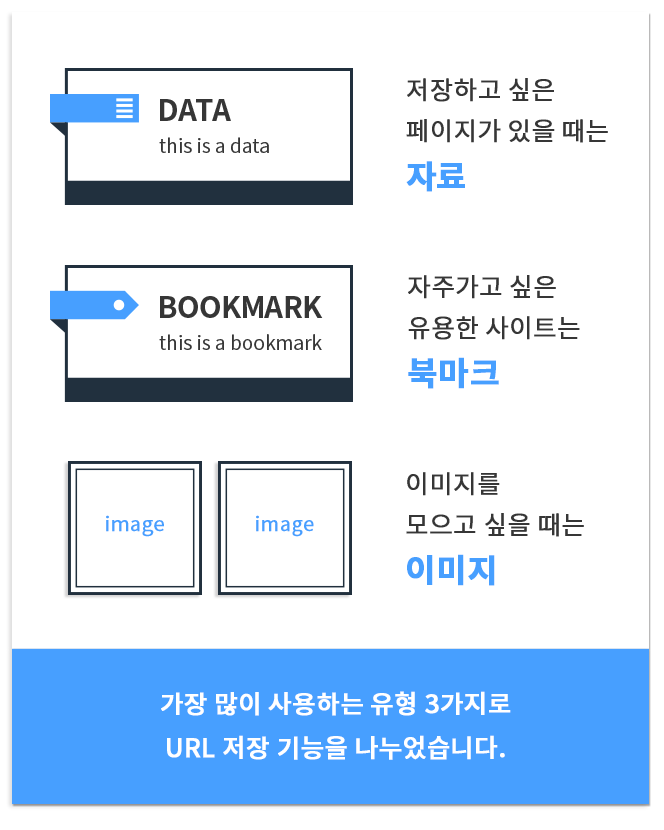 DATA
this is a data
저장하고 싶은
페이지가 있을 때는
자료
BOOKMARK
this is a bookmark
자주가고 싶은
유용한 사이트는
북마크
image
image
이미지를
모으고 싶을 때는
이미지
가장 많이 사용하는 유형 3가지로
URL 저장 기능을 나누었습니다.